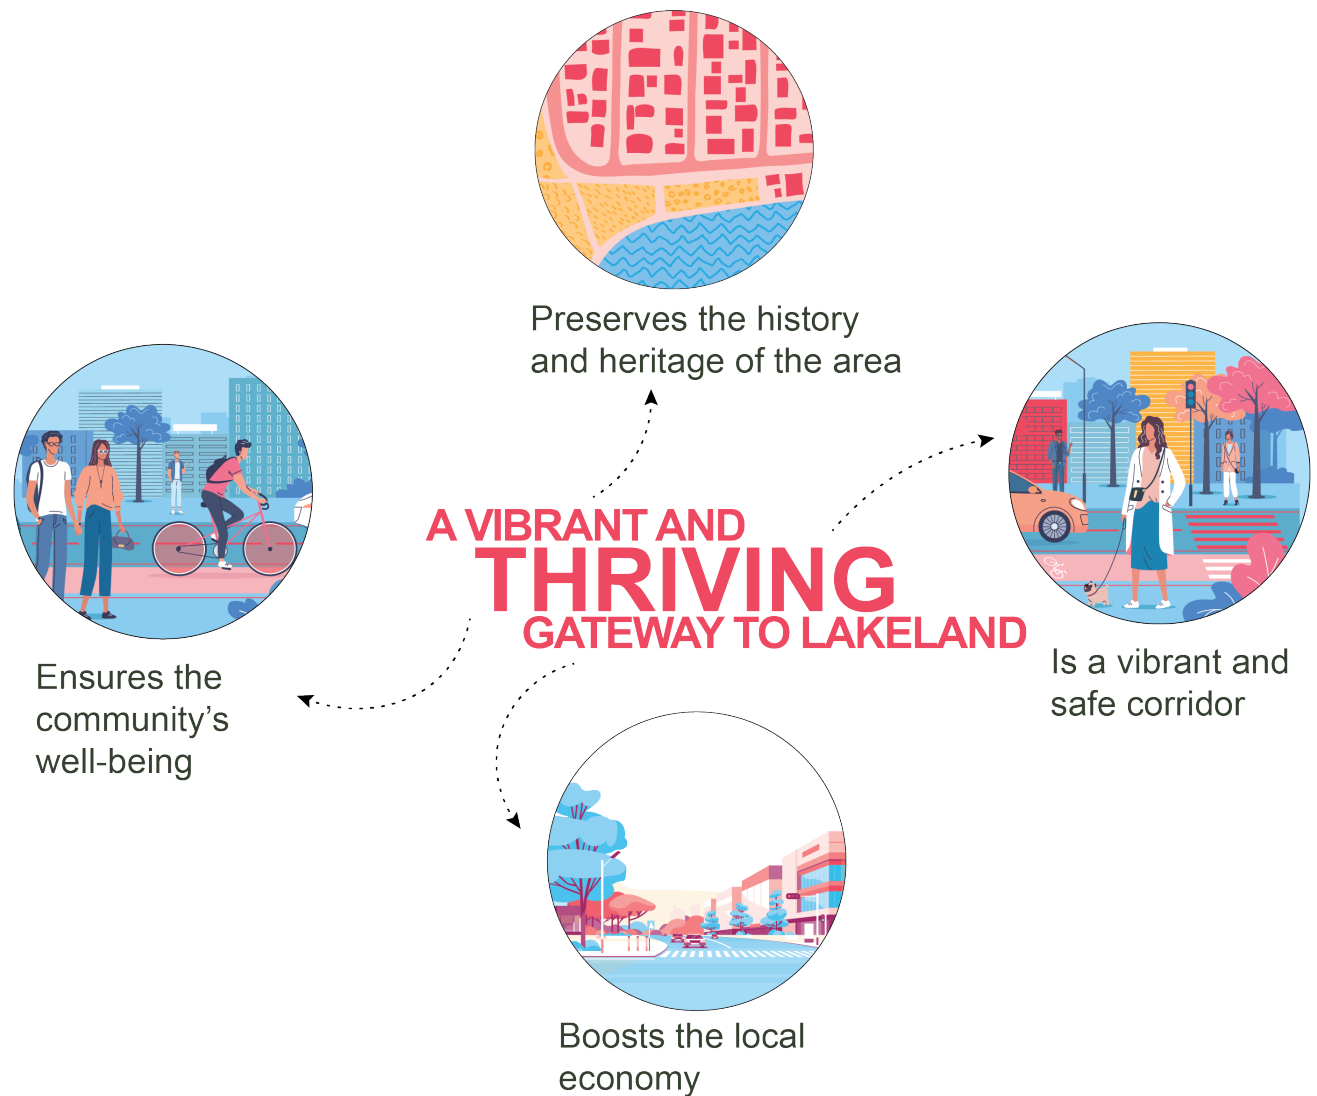 Preserves the history
and heritage of the area
A VIBRANT AND
THRIVING
GATEWAY TO LAKELAND
Ensures the
community’s
well-being
Is a vibrant and
safe corridor
Boosts the local
economy